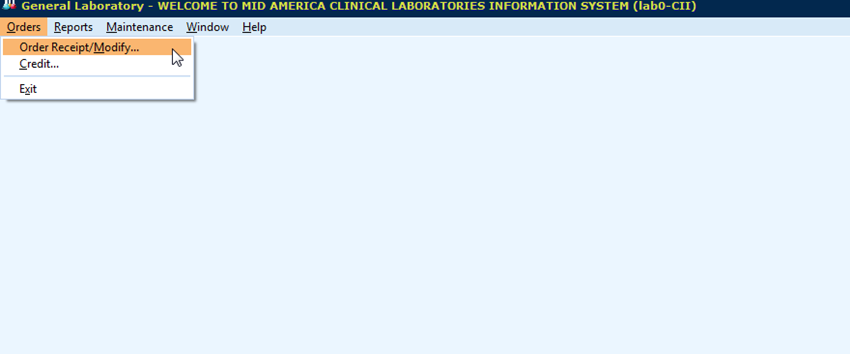 General Laboratory - WELCOME TO MID AMERICA CLINICAL LABORATORIES INFORMATION SYSTEM (lab0-CII)
Orders Reports Maintenance Window Help
Order Receipt/Modify...
Credit...
Exit